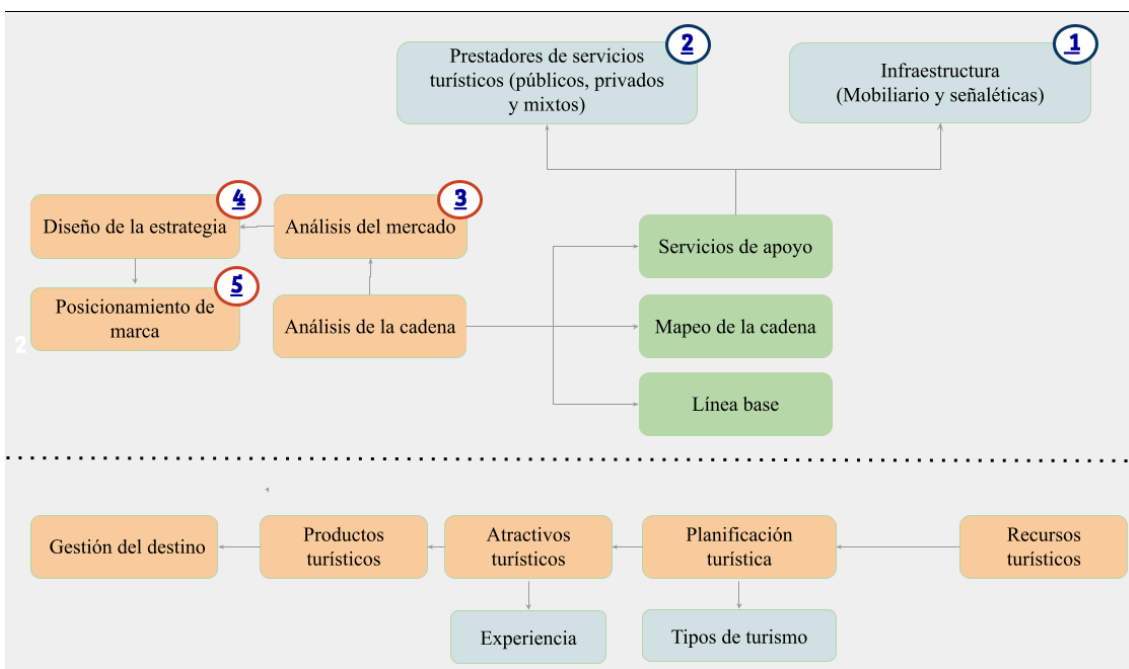 2
Prestadores de servicios
turísticos (públicos, privados
y mixtos)
1
Infraestructura
(Mobiliario y señaléticas)
4
Diseño de la estrategia
3
Análisis del mercado
Servicios de apoyo
5
Posicionamiento de
marca
Análisis de la cadena
Mapeo de la cadena
2
Línea base
Gestión del destino
Productos
turísticos
Atractivos
turísticos
Planificación
turística
Recursos
turísticos
Experiencia
Tipos de turismo